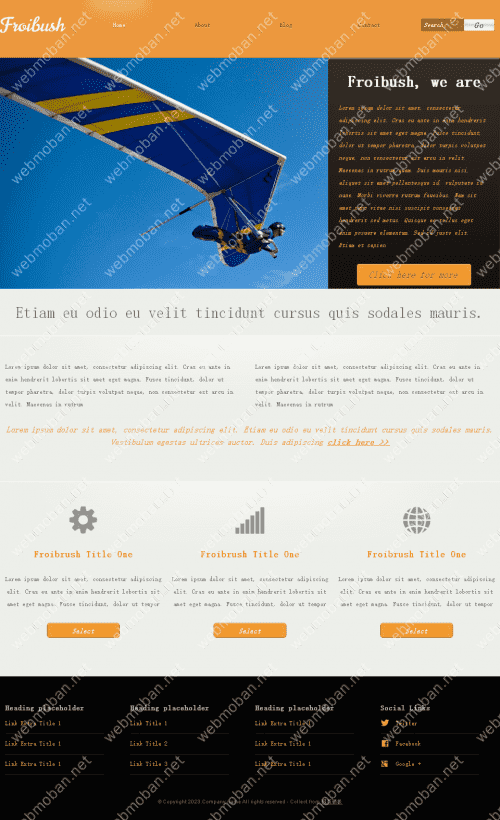 Froibush
Home
About
Blog
Contact
Search
Go
Froibush, we are
Lorem ipsum dolor sit amet, consectetur
adipiscing elit. Cras eu ante in enim hendrerit
lobortis sit amet eget magna. Fusce tincidunt,
dolor ut tempor pharetra, dolor turpis volutpat
neque, non consectetur est arcu in velit.
Maecenas in rutrum diam. Duis mauris nisi,
aliquet sit amet pellentesque id, vulputate id
nunc. Morbi viverra rutrum faucibus. Nam sit
amet nisi vitae nisi suscipit consequat
hendrerit sed metus. Quisque eu tellus eget
enim posuere elementum. Sed eu justo elit.
Etiam et sapien
Click here for more
Etiam eu odio eu velit tincidunt cursus quis sodales mauris.
Lorem ipsum dolor sit amet, consectetur adipiscing elit. Cras eu ante in
enim hendrerit lobortis sit amet eget magna. Fusce tincidunt, dolor ut
tempor pharetra, dolor turpis volutpat neque, non consectetur est arcu in
velit. Maecenas in rutrum
Lorem ipsum dolor sit amet, consectetur adipiscing elit. Cras eu ante in
enim hendrerit lobortis sit amet eget magna. Fusce tincidunt, dolor ut
tempor pharetra, dolor turpis volutpat neque, non consectetur est arcu in
velit. Maecenas in rutrum
Lorem ipsum dolor sit amet, consectetur adipiscing elit. Etiam eu odio eu velit tincidunt cursus quis sodales mauris.
Vestibulum egestas ultrices auctor. Duis adipiscing click here >>
Froibrush Title One
Lorem ipsum dolor sit amet, consectetur adipiscing
elit. Cras eu ante in enim hendrerit lobortis sit
amet eget magna. Fusce tincidunt, dolor ut tempor
Select
Froibrush Title One
Lorem ipsum dolor sit amet, consectetur adipiscing
elit. Cras eu ante in enim hendrerit lobortis sit
amet eget magna. Fusce tincidunt, dolor ut tempor
Select
Froibrush Title One
Lorem ipsum dolor sit amet, consectetur adipiscing
elit. Cras eu ante in enim hendrerit lobortis sit
amet eget magna. Fusce tincidunt, dolor ut tempor
Select
Heading placeholder
Link Extra Title 1
Link Extra Title 1
Link Extra Title 1
Heading placeholder
Link Title 1
Link Title 2
Link Title 3
Heading placeholder
Link Extra Title 1
Link Extra Title 1
Link Extra Title 1
Social Links
Twitter
Facebook
Google +
© Copyright 2023 Company name All rights reserved - Collect from
webmoban.net